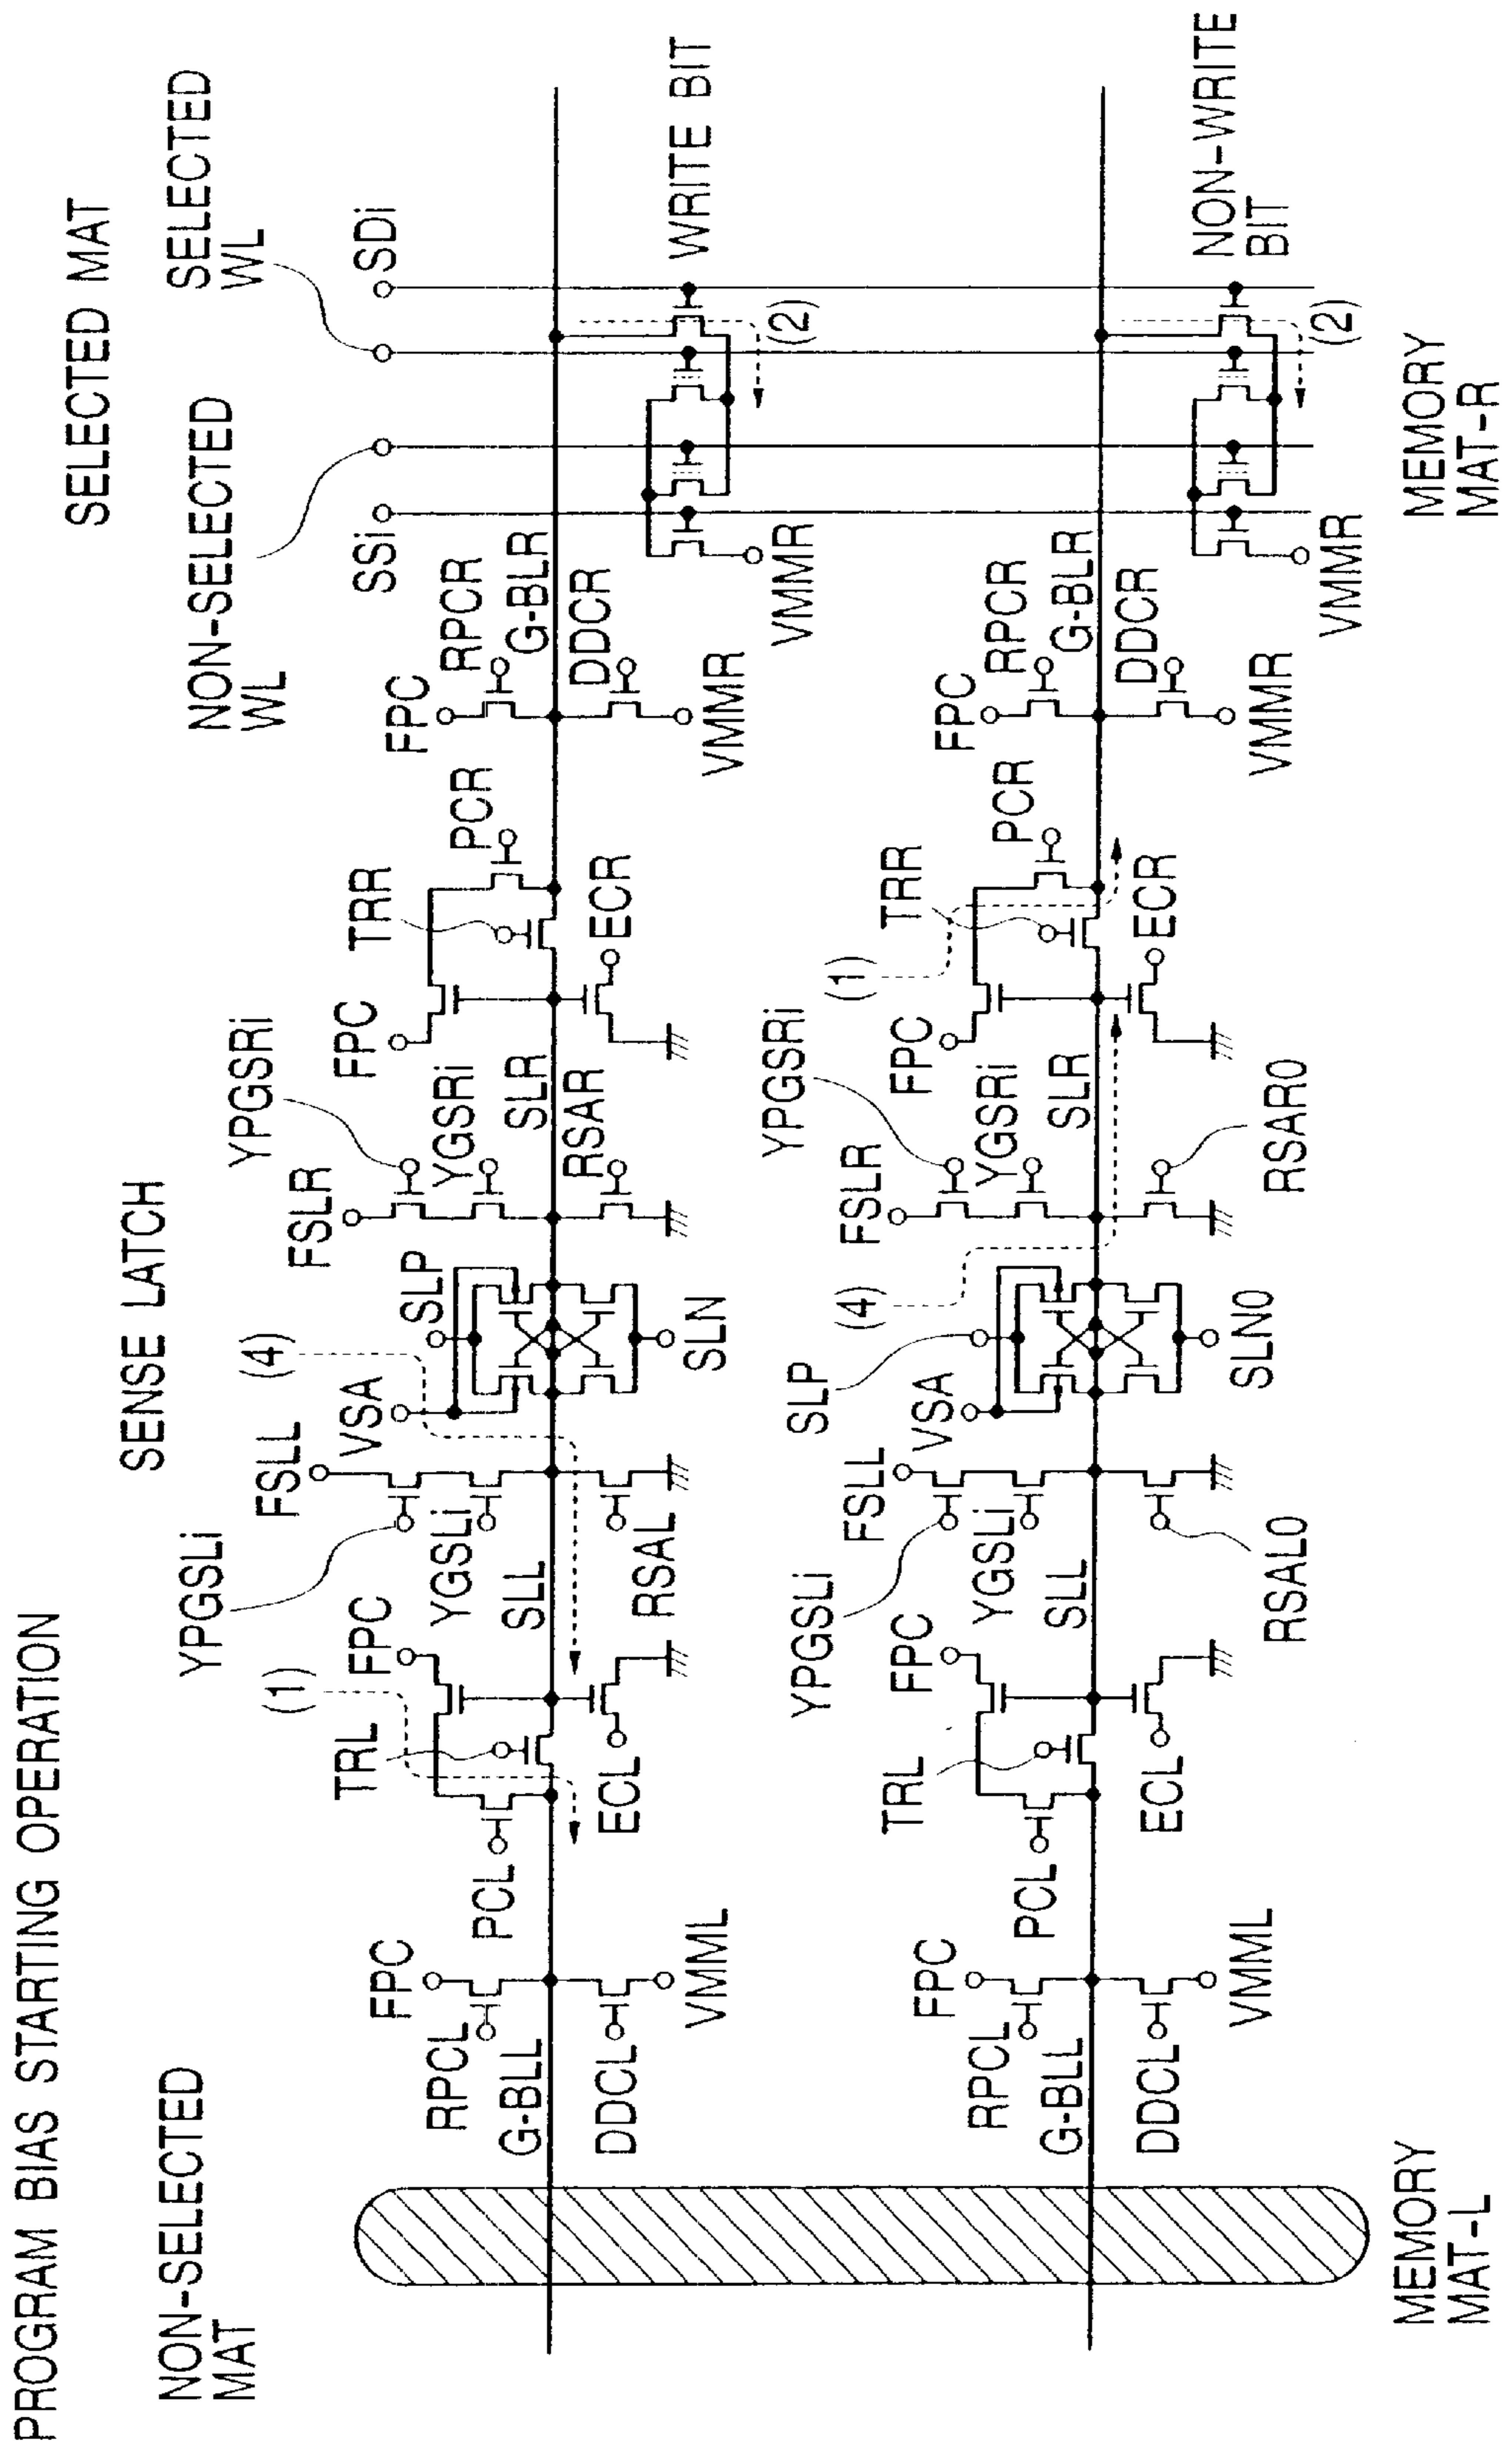 PROGRAM BIAS STARTING OPERATION
NON-SELECTED
MAT
SENSE LATCH
SELECTED MAT
NON-SELECTED
WL
SELECTED
WL
SSi
SDi
YPGSLi
FSLL
(4)
YPGSRi
FSLR
(1)
FPC
TRL
FPC
VSA
SLP
FPC
TRR
FPC
RPCL
PCL
YGSLi
YGSRi
PCR
RPCR
G-BLL
SLL
SLR
G-BLR
DDCL
ECL
RSAL
RSAR
ECR
DDCR
VMML
SLN
VMMR
VMMR
(2)
WRITE BIT
YPGSLi
SLP
FSLL
(4)
YPGSRi
FSLR
(1)
FPC
TRL
FPC
VSA
FPC
TRR
FPC
RPCL
PCL
YGSLi
YGSRi
PCR
RPCR
G-BLL
SLL
SLR
G-BLR
DDCL
ECL
ECR
DDCR
VMML
RSAL0
SLN0
RSAR0
VMMR
VMMR
(2)
NON-WRITE
BIT
MEMORY
MAT-L
MEMORY
MAT-R